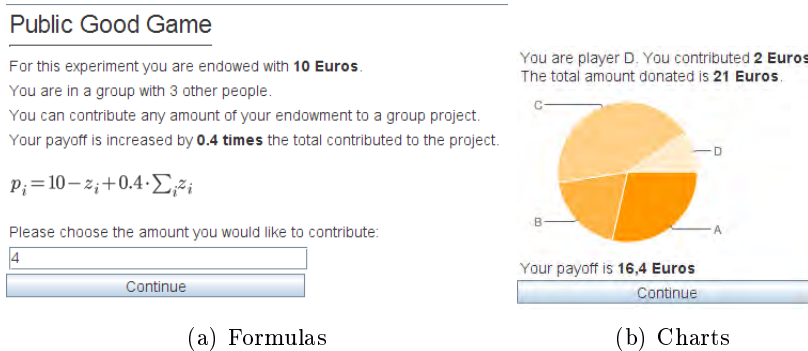 Public Good Game
For this experiment you are endowed with 10 Euros.
You are in a group with 3 other people.
You can contribute any amount of your endowment to a group project.
Your payoff is increased by 0.4 times the total contributed to the project.
p_i = 10 − z_i + 0.4 · ∑_i z_i
Please choose the amount you would like to contribute:
4
Continue
(a) Formulas
You are player D. You contributed 2 Euros
The total amount donated is 21 Euros.
C
D
B
A
Your payoff is 16,4 Euros
Continue
(b) Charts